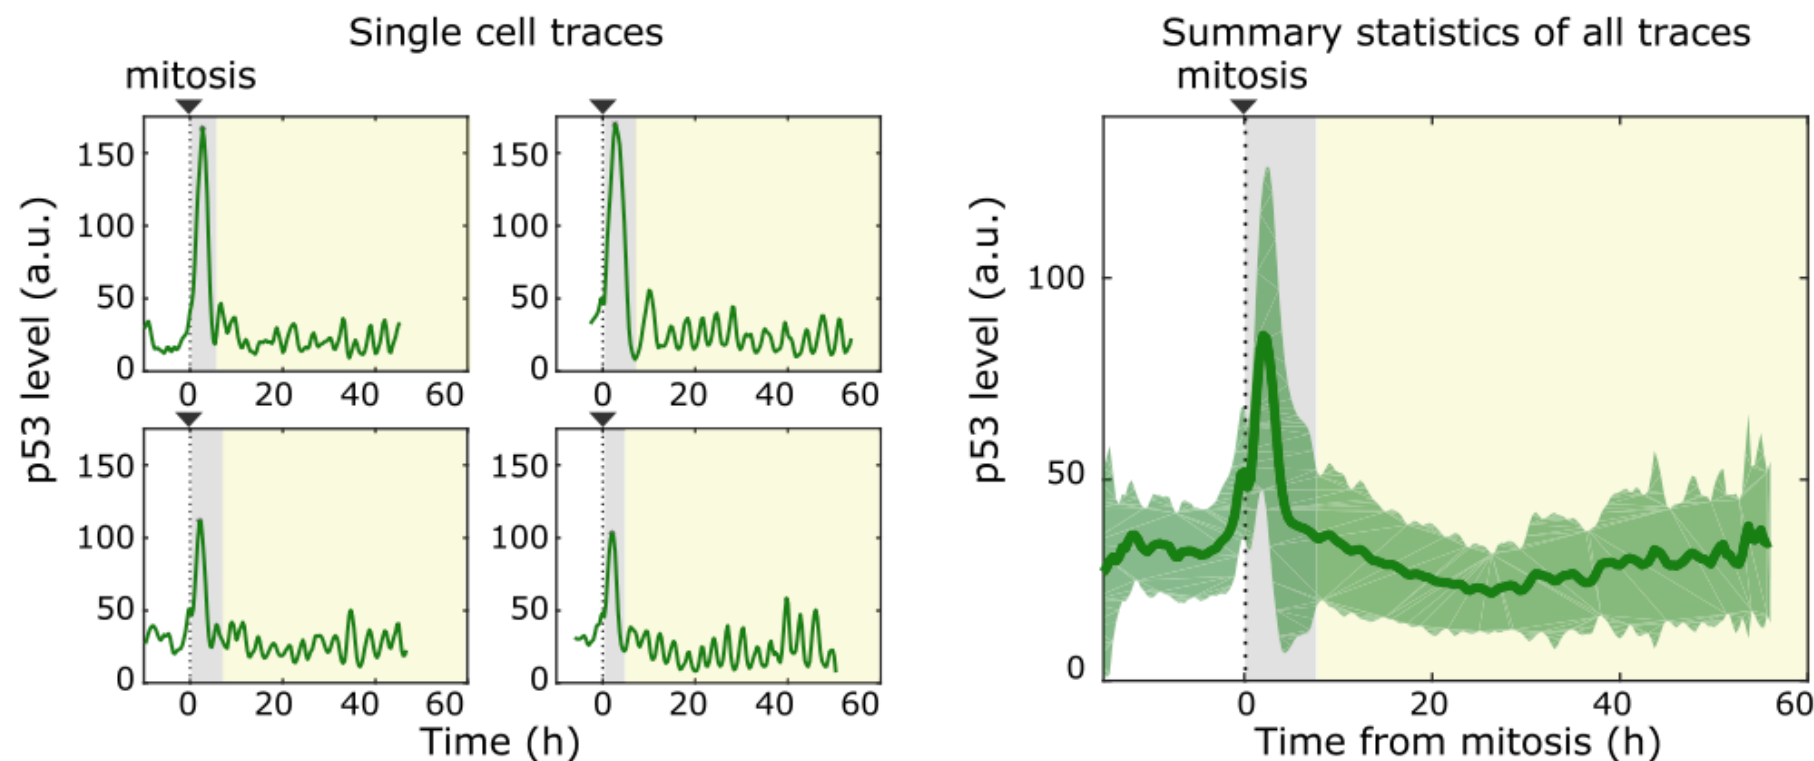 Single cell traces
Summary statistics of all traces
mitosis
mitosis
p53 level (a.u.)
150
100
50
0
0 20 40 60
150
100
50
0
0 20 40 60
150
100
50
0
0 20 40 60
150
100
50
0
0 20 40 60
Time (h)
p53 level (a.u.)
100
50
0
0 20 40 60
Time from mitosis (h)